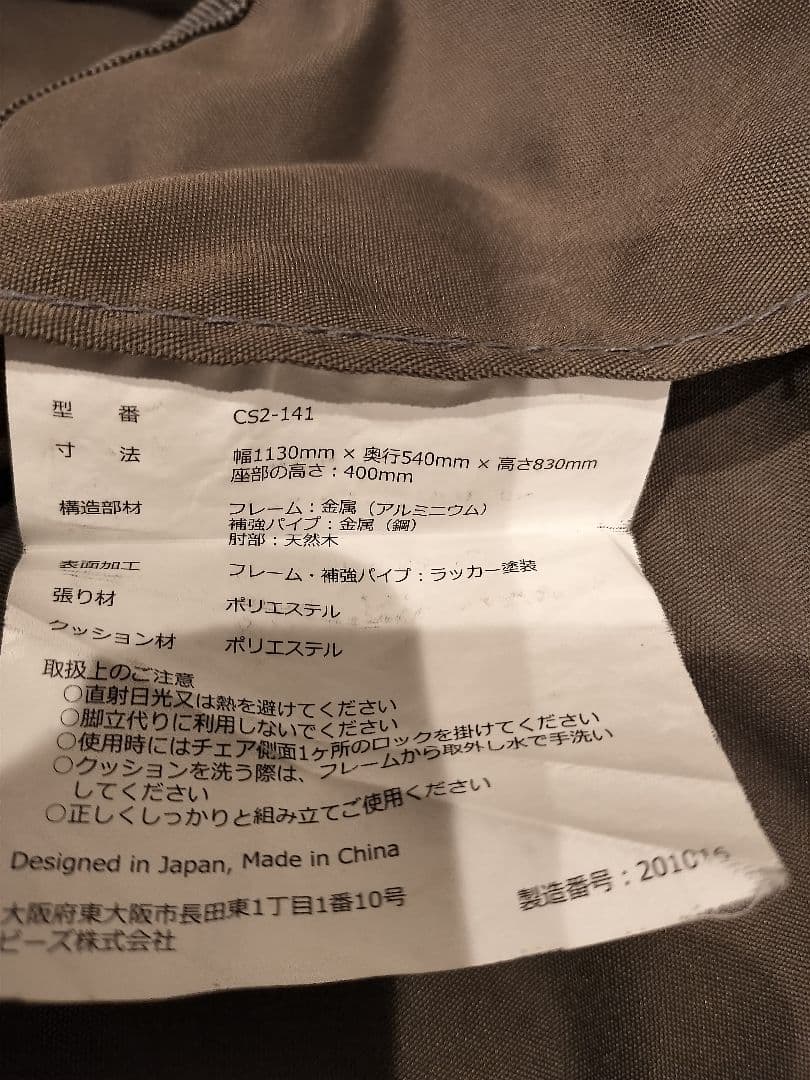 型 番 CS2-141
寸 法 幅1130mm × 奥行540mm × 高さ830mm
座部の高さ：400mm
構造部材 フレーム：金属（アルミニウム）
補強パイプ：金属（鋼）
肘部：天然木
表面加工 フレーム・補強パイプ：ラッカー塗装
張り材 ポリエステル
クッション材 ポリエステル
取扱上のご注意
○直射日光又は熱を避けてください
○脚立代りに利用しないでください
○使用時にはチェア側面1ヶ所のロックを掛けてください
○クッションを洗う際は、フレームから取外し水で手洗い
してください
○正しくしっかりと組み立てご使用ください
Designed in Japan, Made in China
大阪府東大阪市長田東1丁目1番10号
ビーズ株式会社
製造番号：